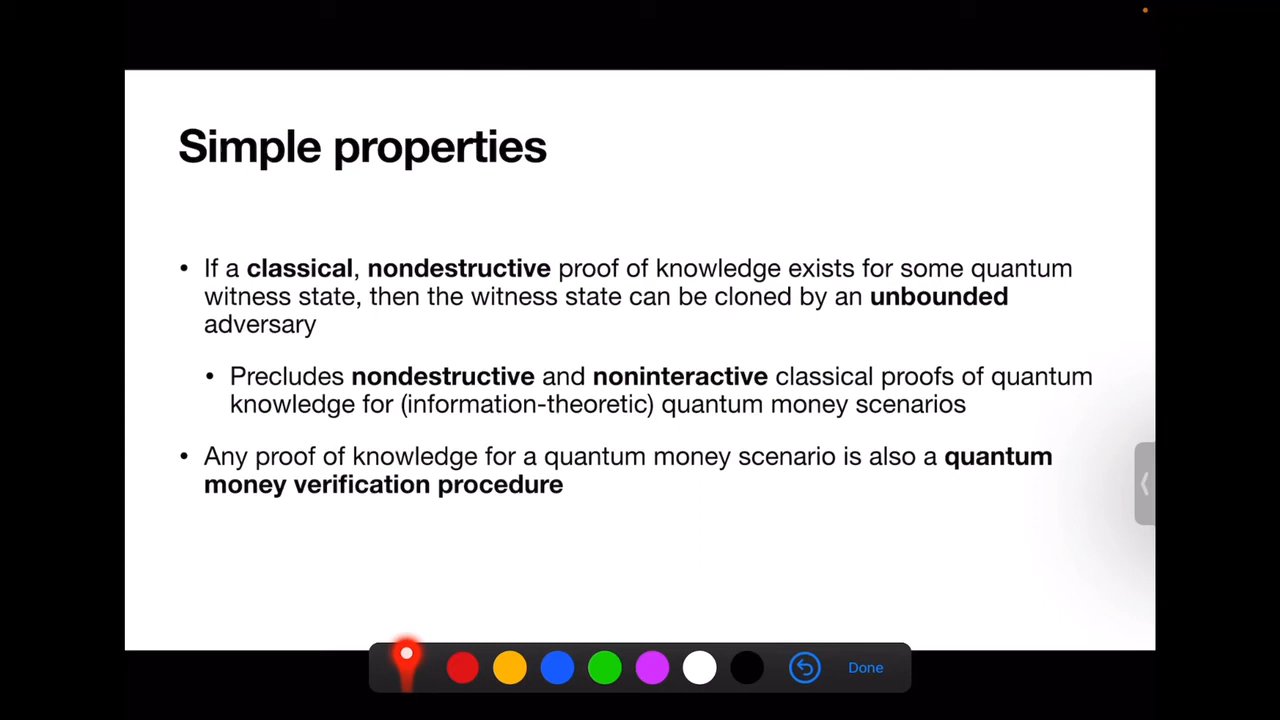 Simple properties
• If a classical, nondestructive proof of knowledge exists for some quantum
witness state, then the witness state can be cloned by an unbounded
adversary
• Precludes nondestructive and noninteractive classical proofs of quantum
knowledge for (information-theoretic) quantum money scenarios
• Any proof of knowledge for a quantum money scenario is also a quantum
money verification procedure
Done